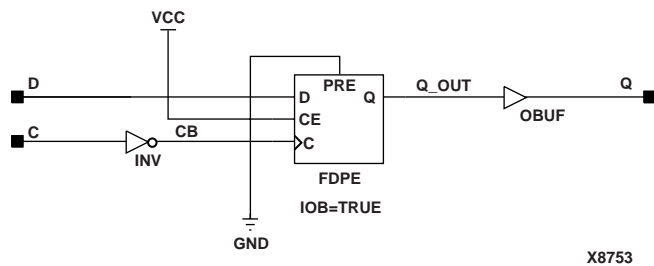 VCC
D
PRE
Q_OUT
Q
D
Q
CE
OBUF
C
CB
C
INV
FDPE
IOB=TRUE
GND
X8753